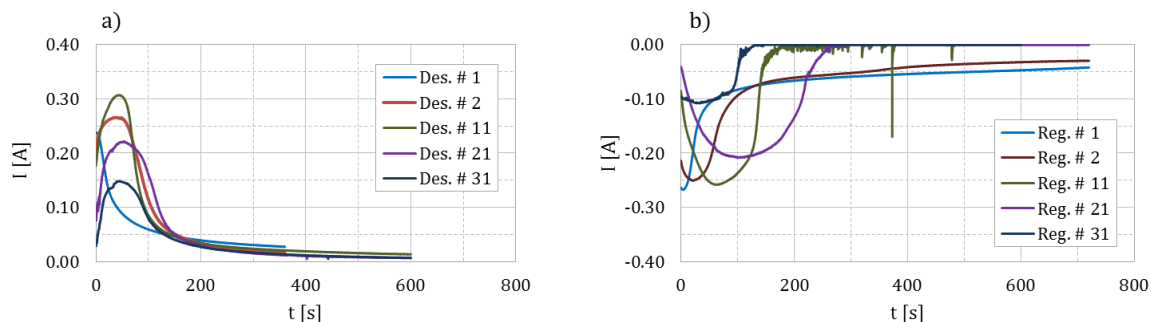 a)
I [A]
0.40
0.30
0.20
0.10
0.00
0
200
400
600
800
t [s]
Des. # 1
Des. # 2
Des. # 11
Des. # 21
Des. # 31
b)
I [A]
0.00
-0.10
-0.20
-0.30
-0.40
0
200
400
600
800
t [s]
Reg. # 1
Reg. # 2
Reg. # 11
Reg. # 21
Reg. # 31